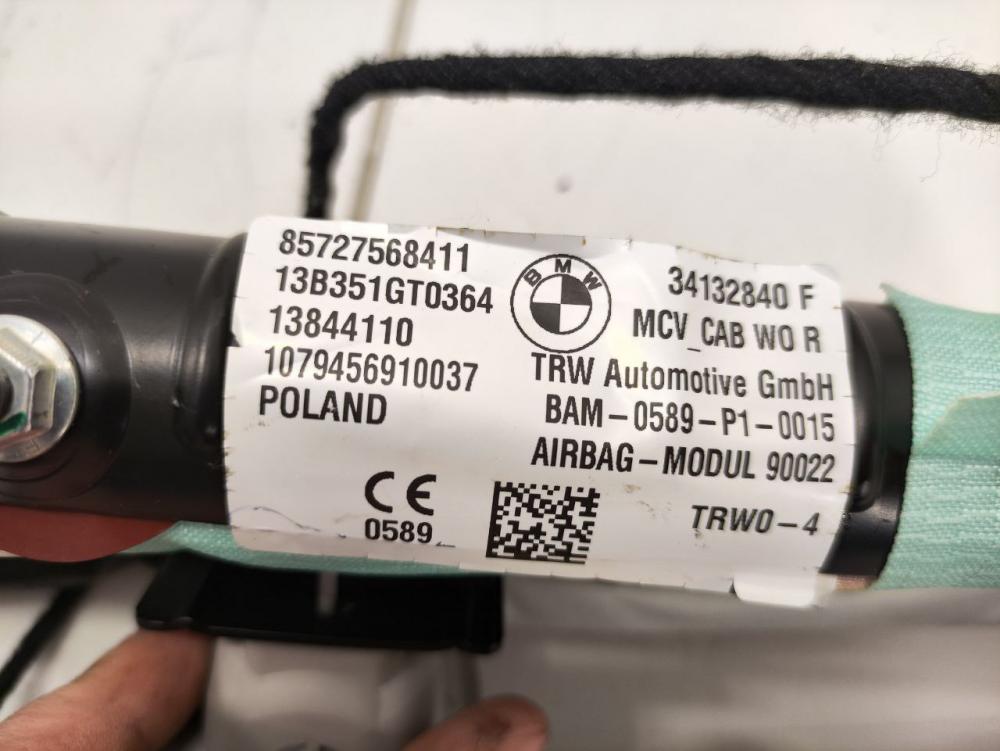 85727568411
13B351GT0364
13844110
1079456910037
POLAND
CE
0589
BMW
34132840 F
MCV_CAB WO R
TRW Automotive GmbH
BAM-0589-P1-0015
AIRBAG-MODUL 90022
TRW0-4